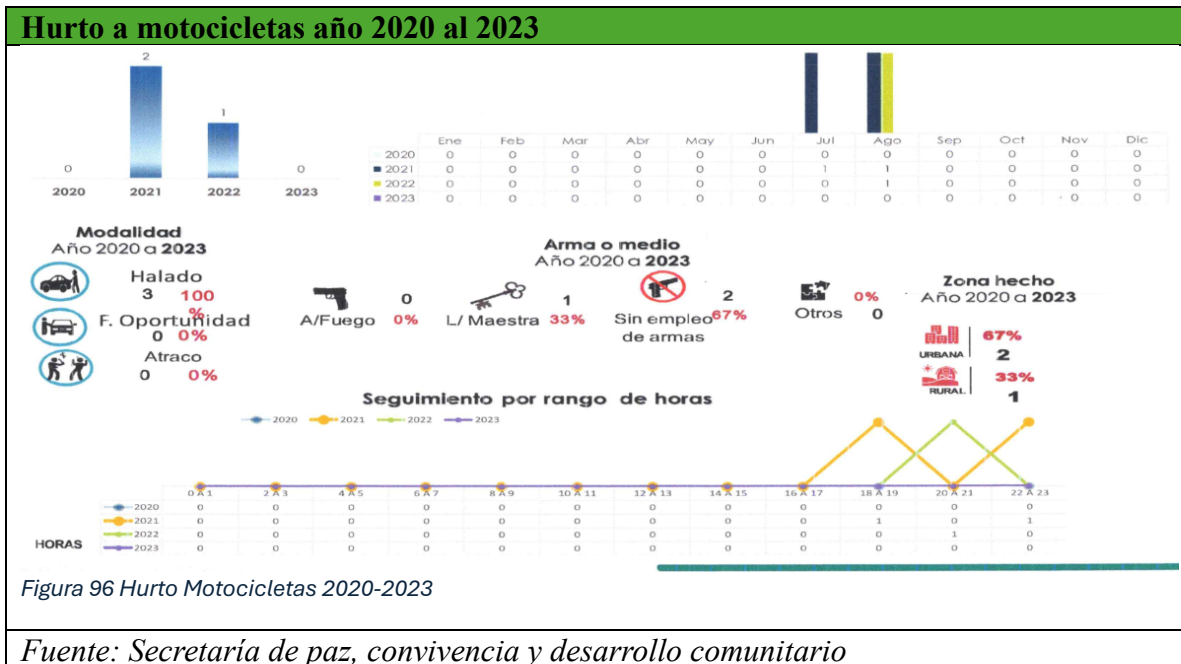 Hurto a motocicletas año 2020 al 2023
2
1
0
0
2020 2021 2022 2023
Ene Feb Mar Abr May Jun Jul Ago Sep Oct Nov Dic
2020 0 0 0 0 0 0 0 0 0 0 0 0
2021 0 0 0 0 0 0 1 1 0 0 0 0
2022 0 0 0 0 0 0 0 1 0 0 0 0
2023 0 0 0 0 0 0 0 0 0 0 0 0
Modalidad
Año 2020 a 2023
Halado
3 100
%
F. Oportunidad
0 0%
Atraco
0 0%
Arma o medio
Año 2020 a 2023
0
A/Fuego 0%
1
L/ Maestra 33%
2
Sin empleo 67%
de armas
0%
Otros 0
Zona hecho
Año 2020 a 2023
67%
URBANA 2
33%
RURAL 1
Seguimiento por rango de horas
2020 2021 2022 2023
0 A 1 2 A 3 4 A 5 6 A 7 8 A 9 10 A 11 12 A 13 14 A 15 16 A 17 18 A 19 20 A 21 22 A 23
2020 0 0 0 0 0 0 0 0 0 0 0 0
2021 0 0 0 0 0 0 0 0 0 1 0 1
2022 0 0 0 0 0 0 0 0 0 0 1 0
HORAS 2023 0 0 0 0 0 0 0 0 0 0 0 0
Figura 96 Hurto Motocicletas 2020-2023
Fuente: Secretaría de paz, convivencia y desarrollo comunitario